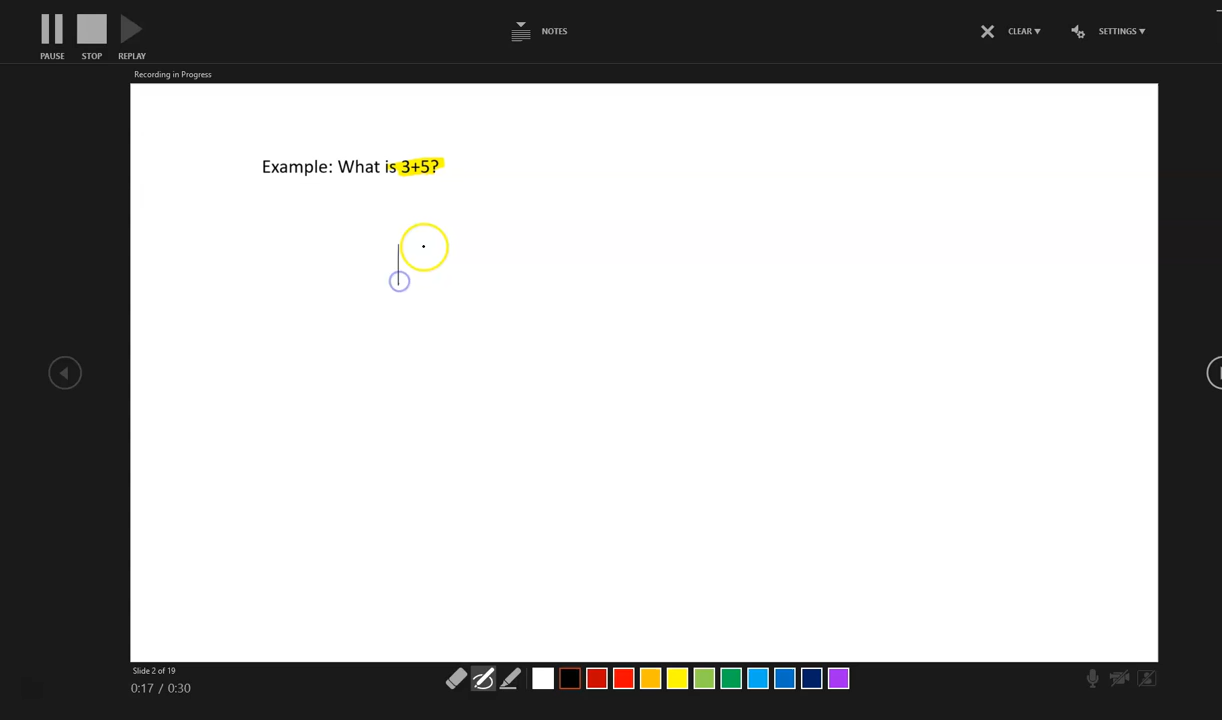 PAUSE STOP REPLAY NOTES CLEAR SETTINGS
Recording in Progress
Example: What is 3+5?
Slide 2 of 19
0:17 / 0:30